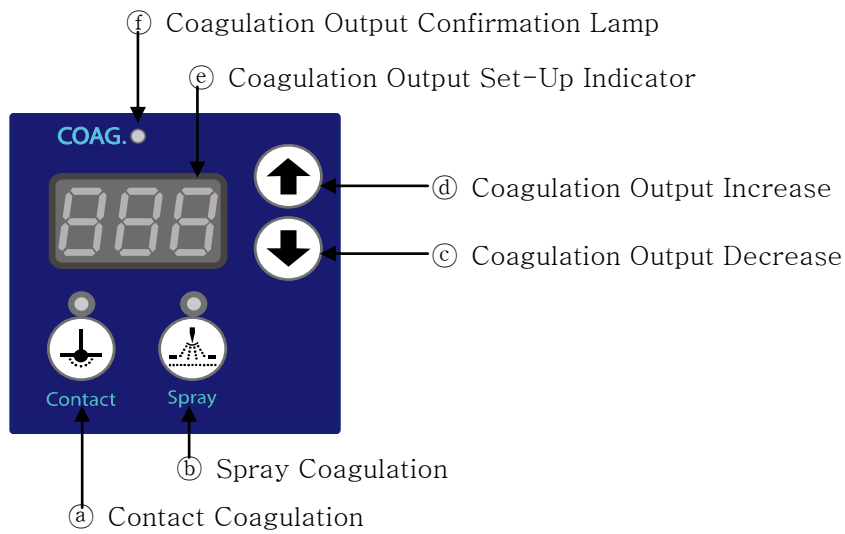 ⓕ Coagulation Output Confirmation Lamp
ⓔ Coagulation Output Set-Up Indicator
COAG.
888
ⓓ Coagulation Output Increase
ⓒ Coagulation Output Decrease
Contact Spray
ⓑ Spray Coagulation
ⓐ Contact Coagulation